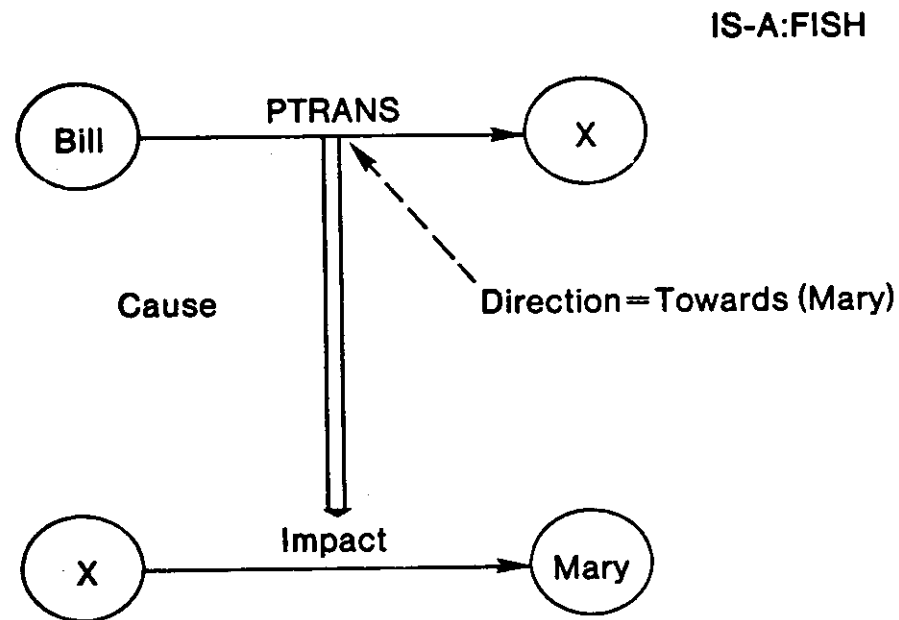 IS-A:FISH
PTRANS
Bill
X
Cause
Direction=Towards (Mary)
Impact
X
Mary